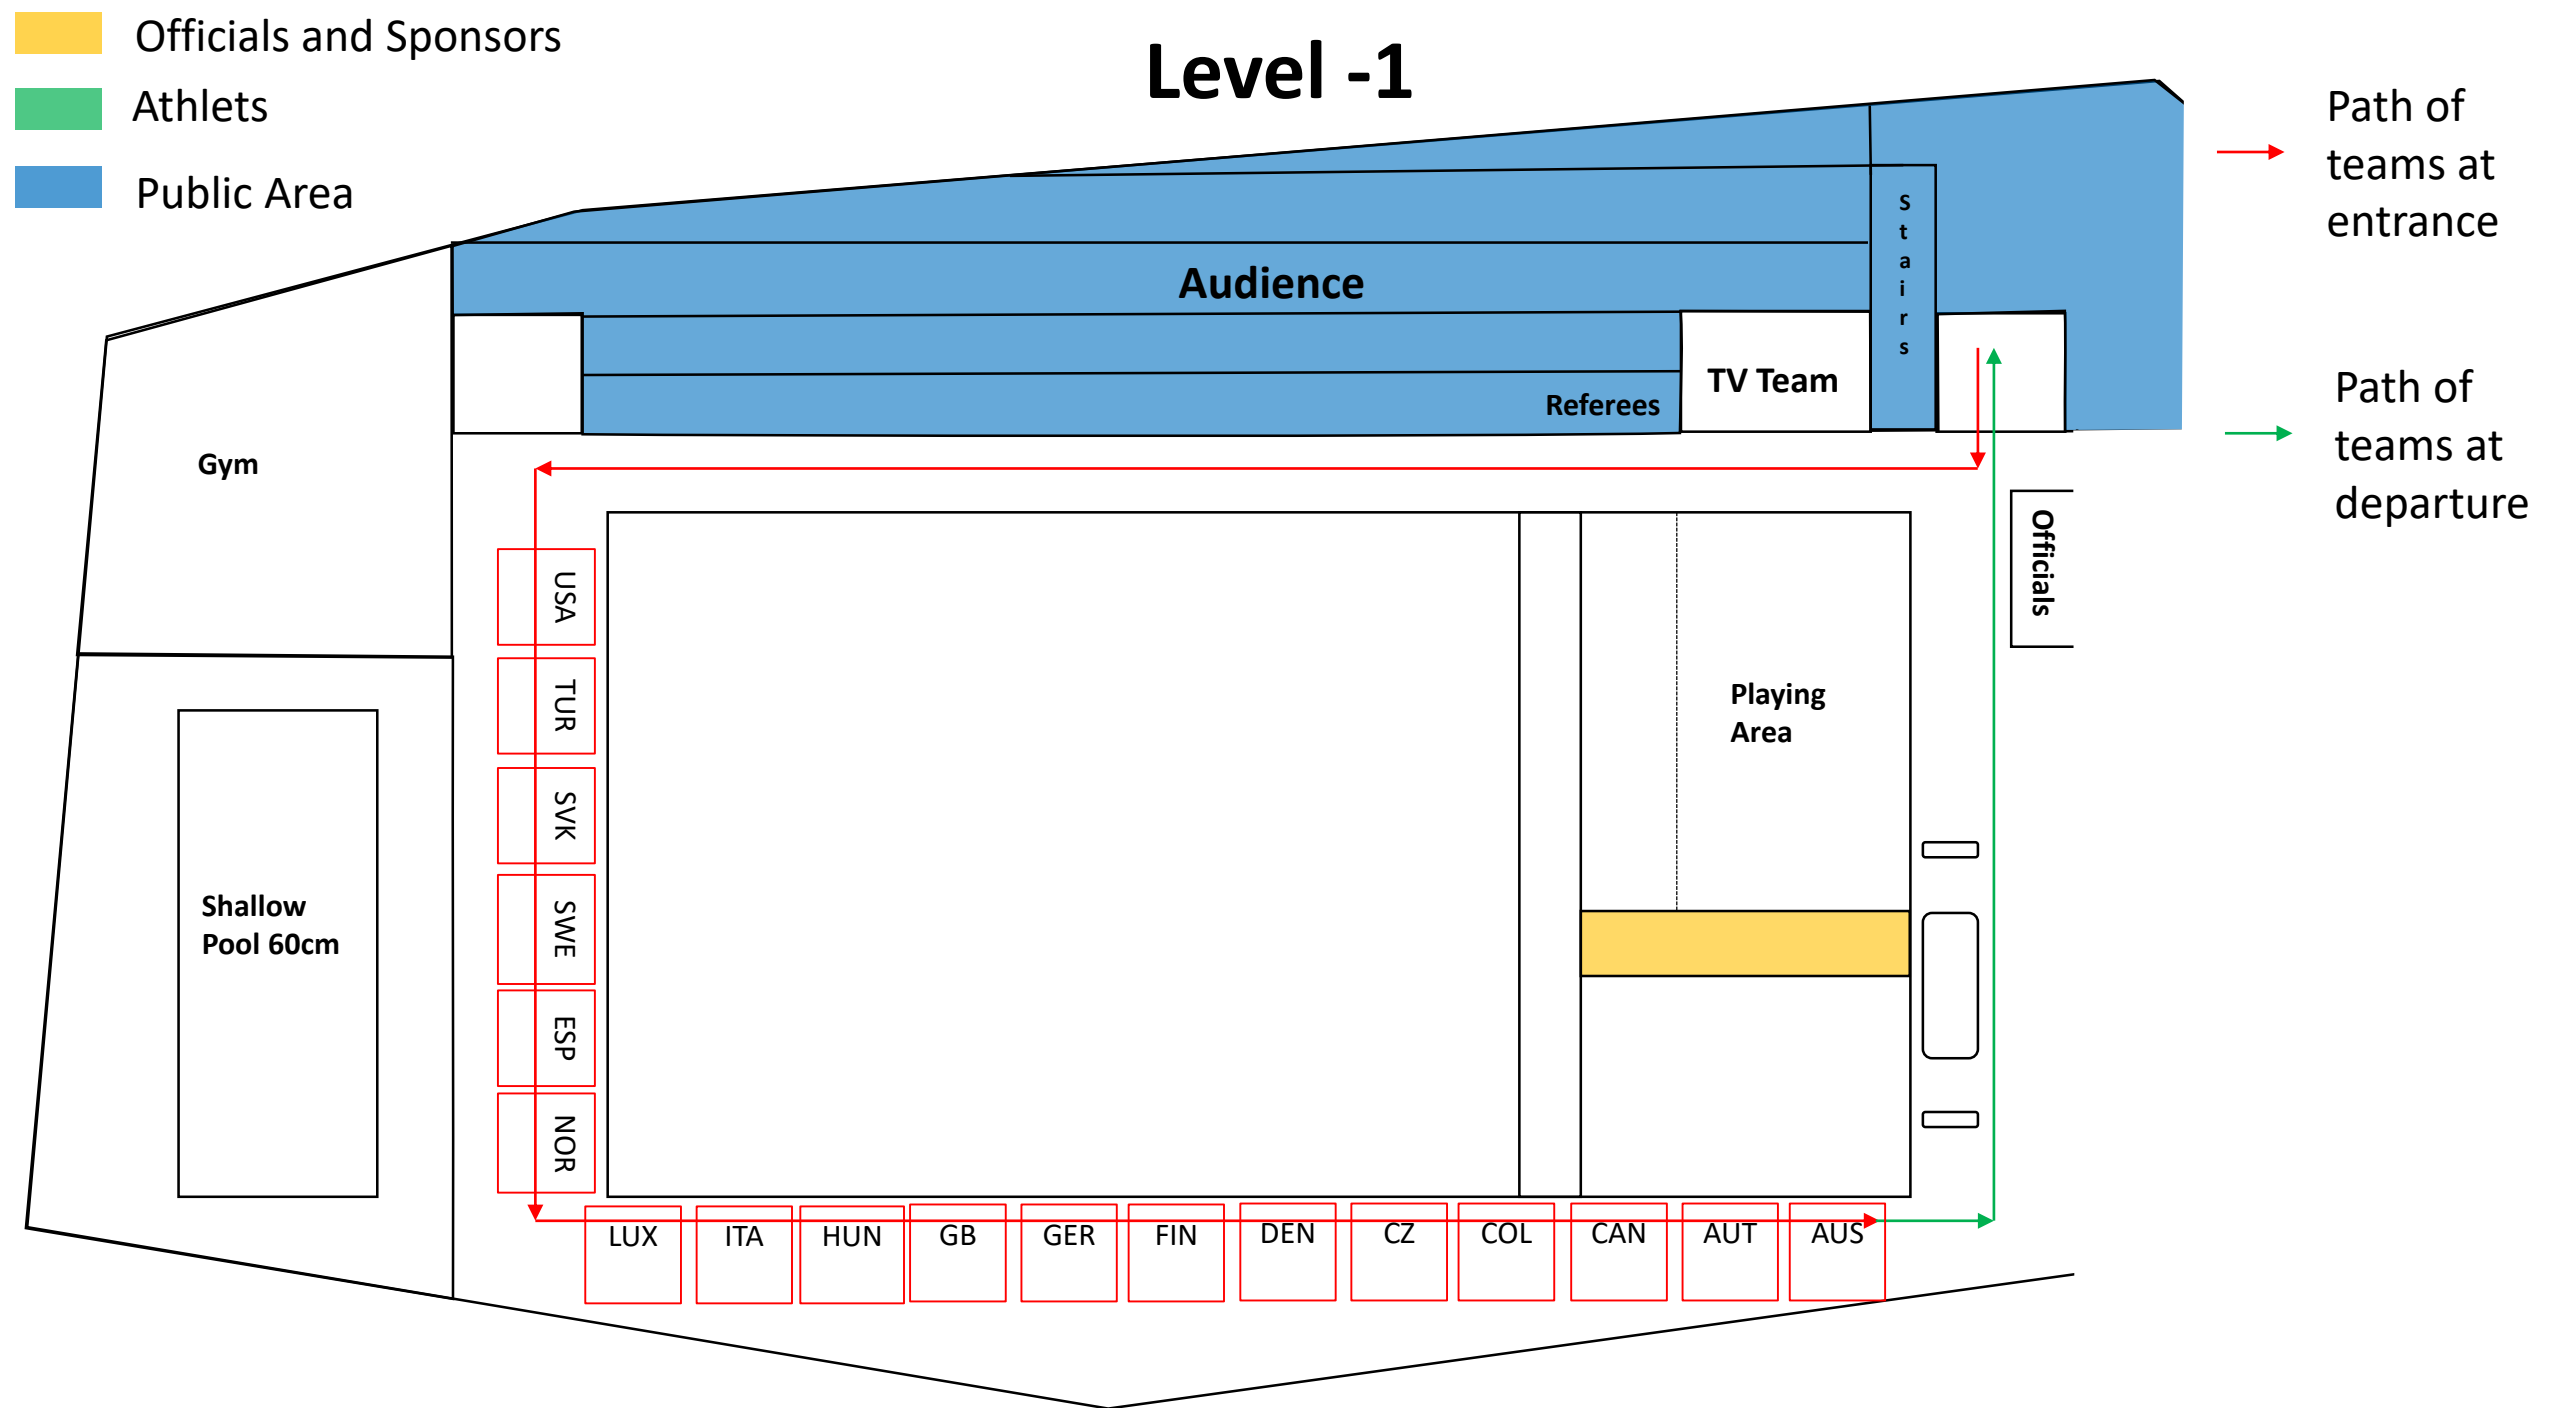 Officials and Sponsors
Athlets
Public Area
Level -1
Path of
teams at
entrance
Path of
teams at
departure
Stairs
Audience
TV Team
Referees
Gym
Officials
USA
TUR
SVK
SWE
ESP
NOR
Playing
Area
Shallow
Pool 60cm
LUX
ITA
HUN
GB
GER
FIN
DEN
CZ
COL
CAN
AUT
AUS